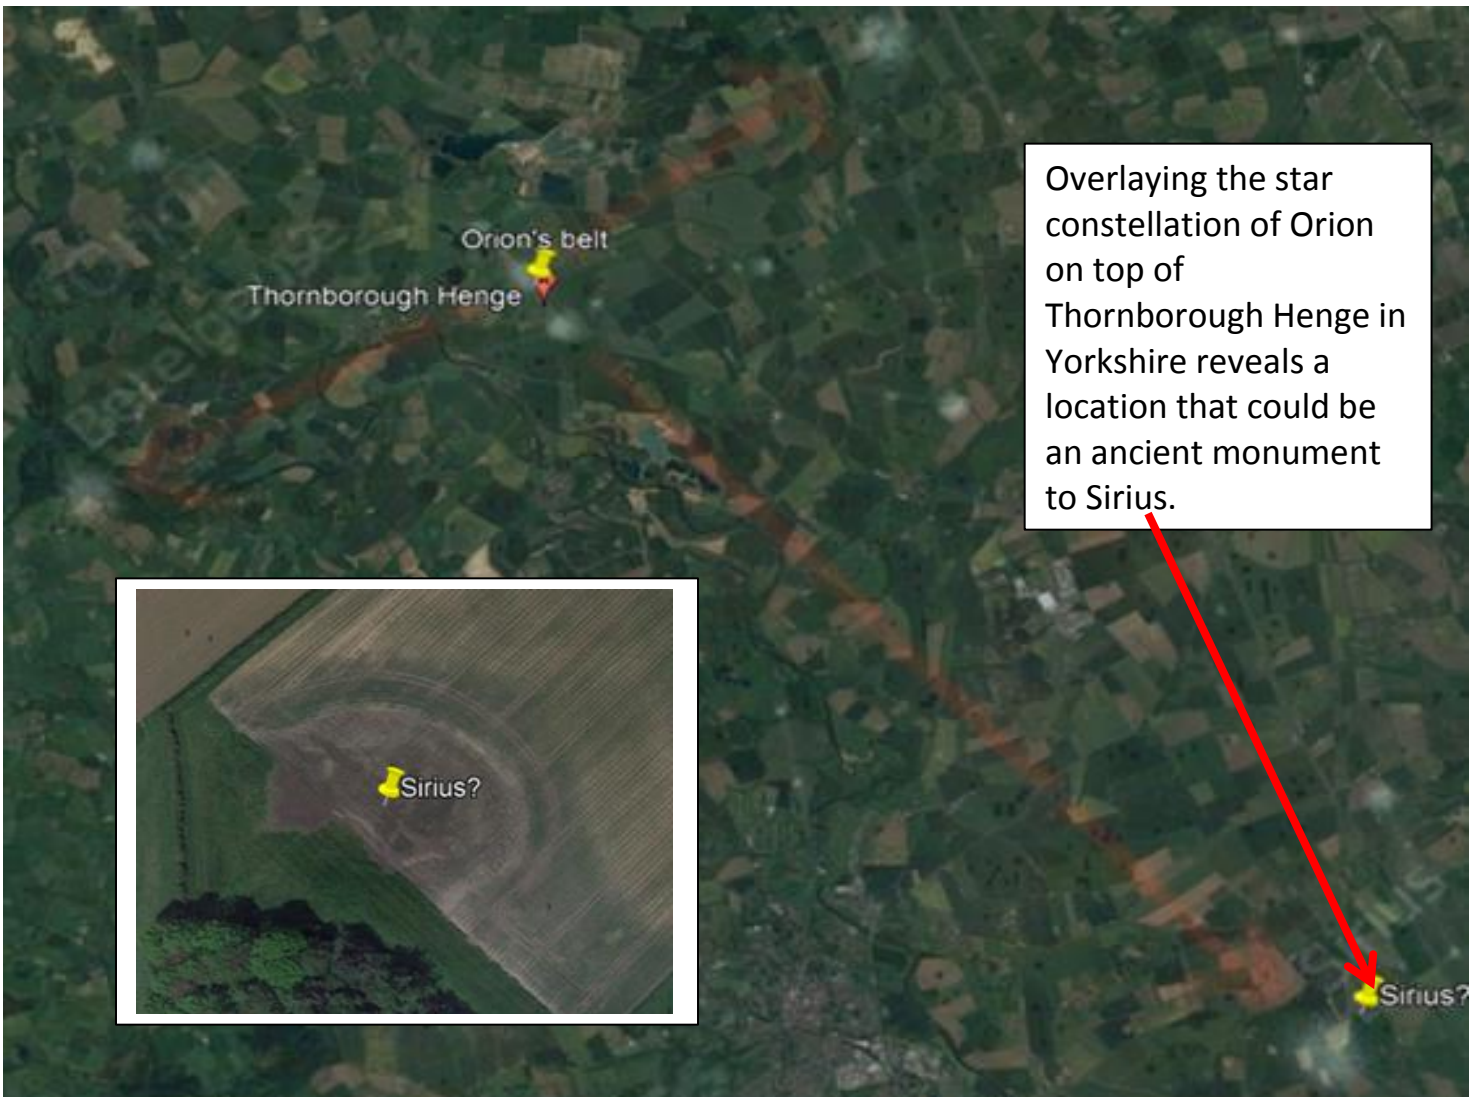 Orion's belt
Thornborough Henge
Overlaying the star
constellation of Orion
on top of
Thornborough Henge in
Yorkshire reveals a
location that could be
an ancient monument
to Sirius.
Sirius?
Sirius?